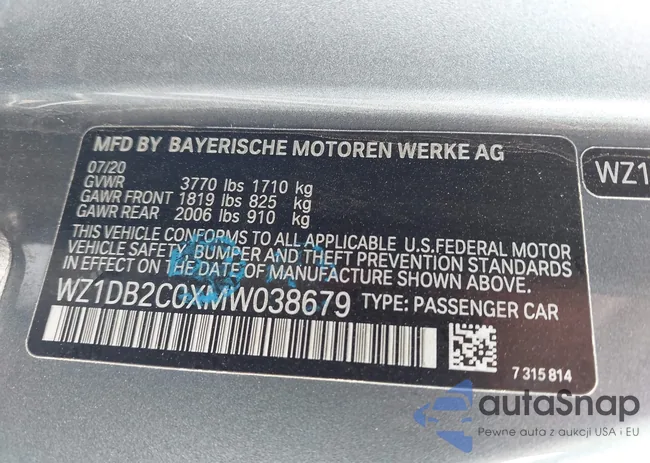 MFD BY BAYERISCHE MOTOREN WERKE AG
07/20
GVWR 3770 lbs 1710 kg
GAWR FRONT 1819 lbs 825 kg
GAWR REAR 2006 lbs 910 kg
THIS VEHICLE CONFORMS TO ALL APPLICABLE U.S.FEDERAL MOTOR
VEHICLE SAFETY, BUMPER AND THEFT PREVENTION STANDARDS
IN EFFECT ON THE DATE OF MANUFACTURE SHOWN ABOVE.
WZ1DB2C0XMW038679 TYPE: PASSENGER CAR
7 315 814
WZ1
autoSnap
Pewne auta z aukcji USA i EU